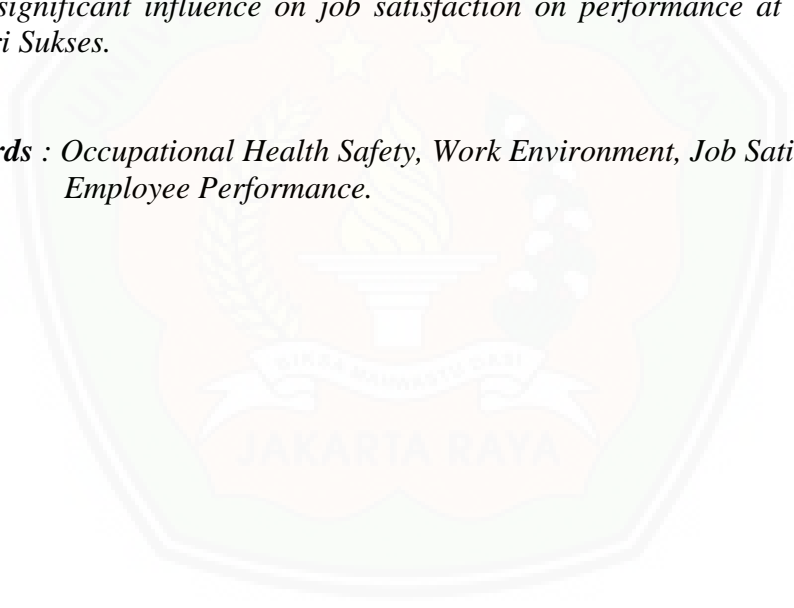 significant influence on job satisfaction on performance at
ri Sukses.
rds : Occupational Health Safety, Work Environment, Job Sati
Employee Performance.
JAKARTA RAYA